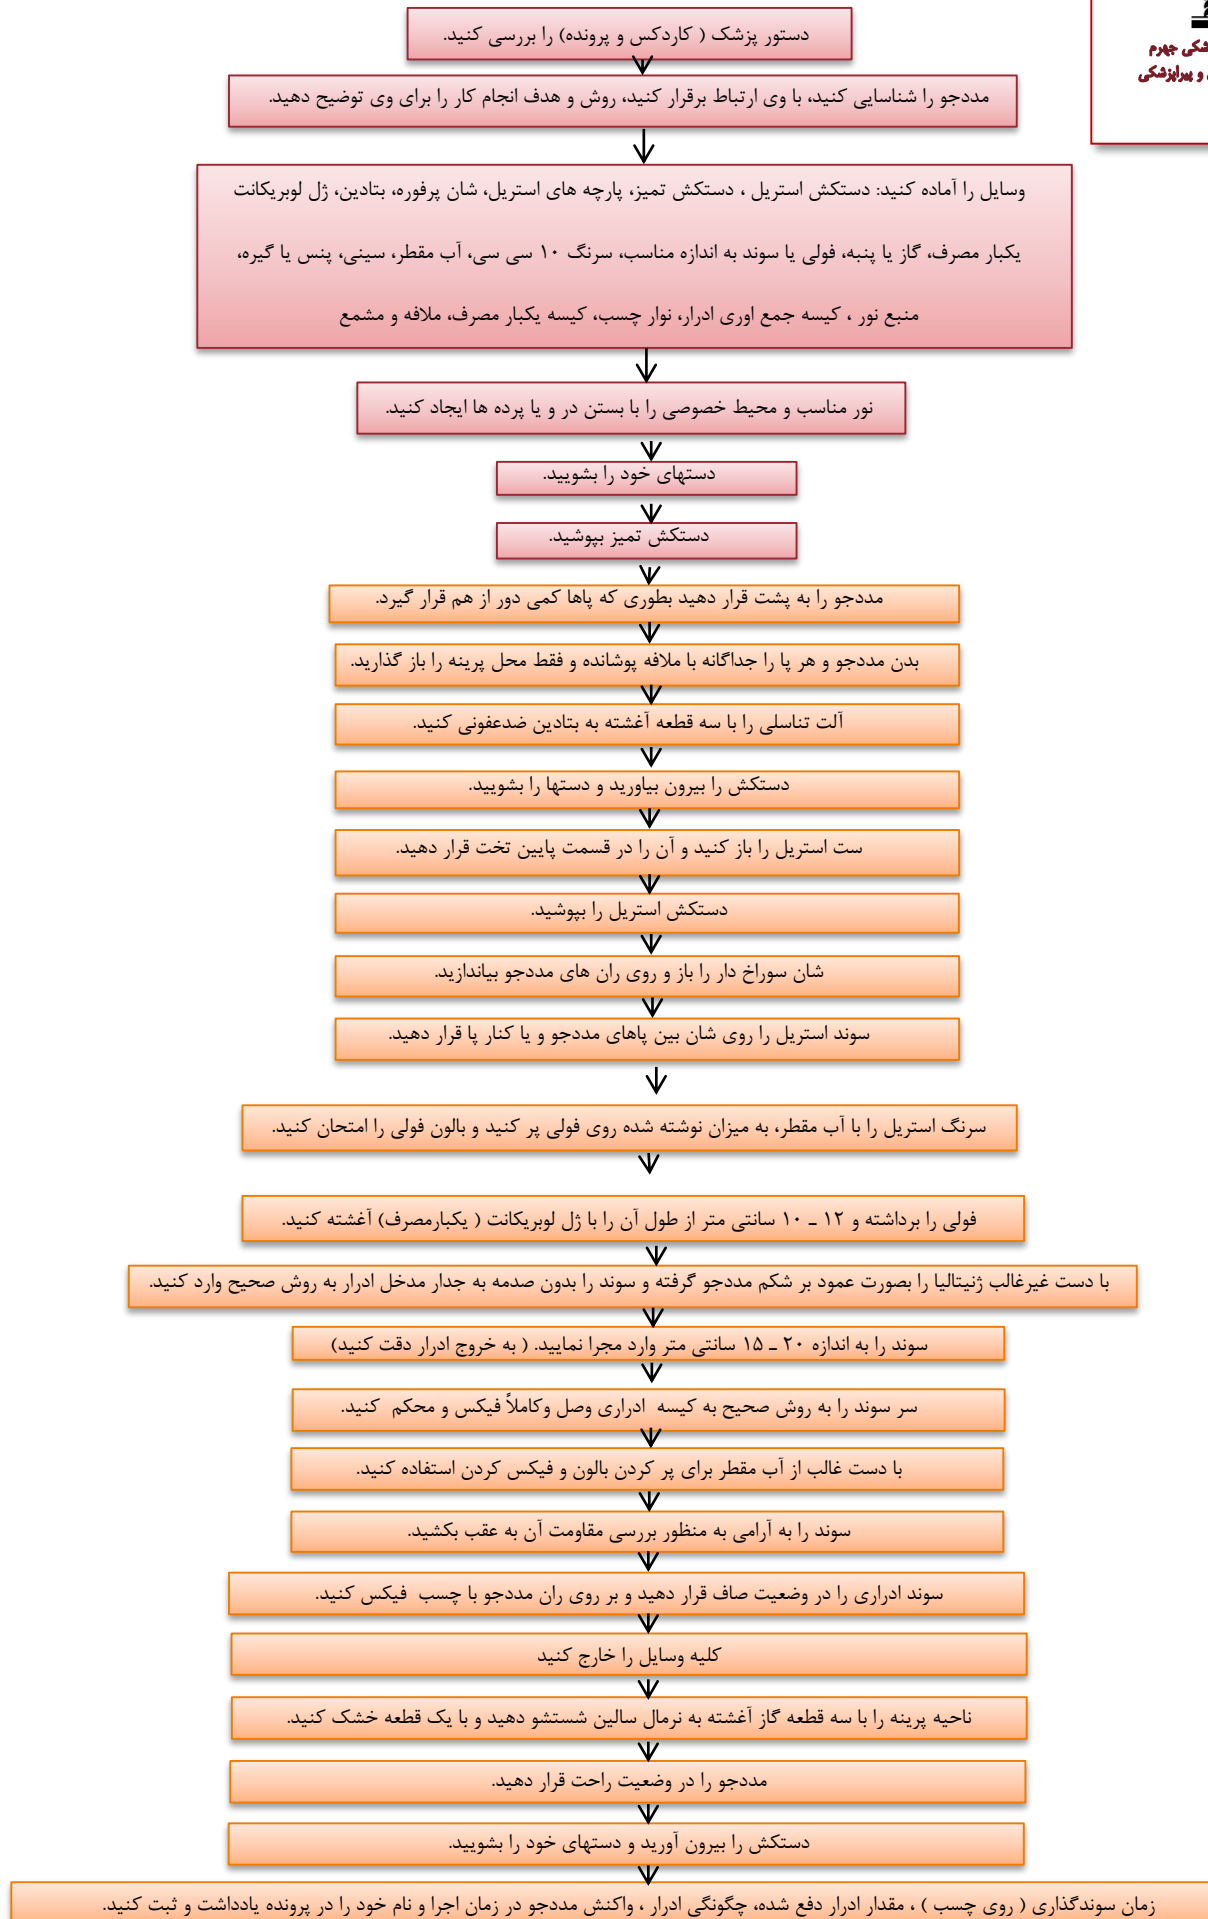 دستور پزشک ( کاردکس و پرونده) را بررسی کنید.
شکی جهرم
و پیراپزشکی
مددجو را شناسایی کنید، با وی ارتباط برقرار کنید، روش و هدف انجام کار را برای وی توضیح دهید.
وسایل را آماده کنید: دستکش استریل ، دستکش تمیز، پارچه های استریل، شان پرفوره، بتادین، ژل لوبریکانت
یکبار مصرف، گاز یا پنبه، فولی یا سوند به اندازه مناسب، سرنگ ۱۰ سی سی، آب مقطر، سینی، پنس یا گیره،
منبع نور ، کیسه جمع اوری ادرار، نوار چسب، کیسه یکبار مصرف، ملافه و مشمع
نور مناسب و محیط خصوصی را با بستن در و یا پرده ها ایجاد کنید.
دستهای خود را بشویید.
دستکش تمیز بپوشید.
مددجو را به پشت قرار دهید بطوری که پاها کمی دور از هم قرار گیرد.
بدن مددجو و هر پا را جداگانه با ملافه پوشانده و فقط محل پرینه را باز گذارید.
آلت تناسلی را با سه قطعه آغشته به بتادین ضدعفونی کنید.
دستکش را بیرون بیاورید و دستها را بشویید.
ست استریل را باز کنید و آن را در قسمت پایین تخت قرار دهید.
دستکش استریل را بپوشید.
شان سوراخ دار را باز و روی ران های مددجو بیاندازید.
سوند استریل را روی شان بین پاهای مددجو و یا کنار پا قرار دهید.
سرنگ استریل را با آب مقطر، به میزان نوشته شده روی فولی پر کنید و بالون فولی را امتحان کنید.
فولی را برداشته و ۱۲ ـ ۱۰ سانتی متر از طول آن را با ژل لوبریکانت ( یکبارمصرف) آغشته کنید.
با دست غیرغالب ژنیتالیا را بصورت عمود بر شکم مددجو گرفته و سوند را بدون صدمه به جدار مدخل ادرار به روش صحیح وارد کنید.
سوند را به اندازه ۲۰ ـ ۱۵ سانتی متر وارد مجرا نمایید. ( به خروج ادرار دقت کنید)
سر سوند را به روش صحیح به کیسه ادراری وصل وکاملاً فیکس و محکم کنید.
با دست غالب از آب مقطر برای پر کردن بالون و فیکس کردن استفاده کنید.
سوند را به آرامی به منظور بررسی مقاومت آن به عقب بکشید.
سوند ادراری را در وضعیت صاف قرار دهید و بر روی ران مددجو با چسب فیکس کنید.
کلیه وسایل را خارج کنید
ناحیه پرینه را با سه قطعه گاز آغشته به نرمال سالین شستشو دهید و با یک قطعه خشک کنید.
مددجو را در وضعیت راحت قرار دهید.
دستکش را بیرون آورید و دستهای خود را بشویید.
زمان سوندگذاری ( روی چسب ) ، مقدار ادرار دفع شده، چگونگی ادرار ، واکنش مددجو در زمان اجرا و نام خود را در پرونده یادداشت و ثبت کنید.